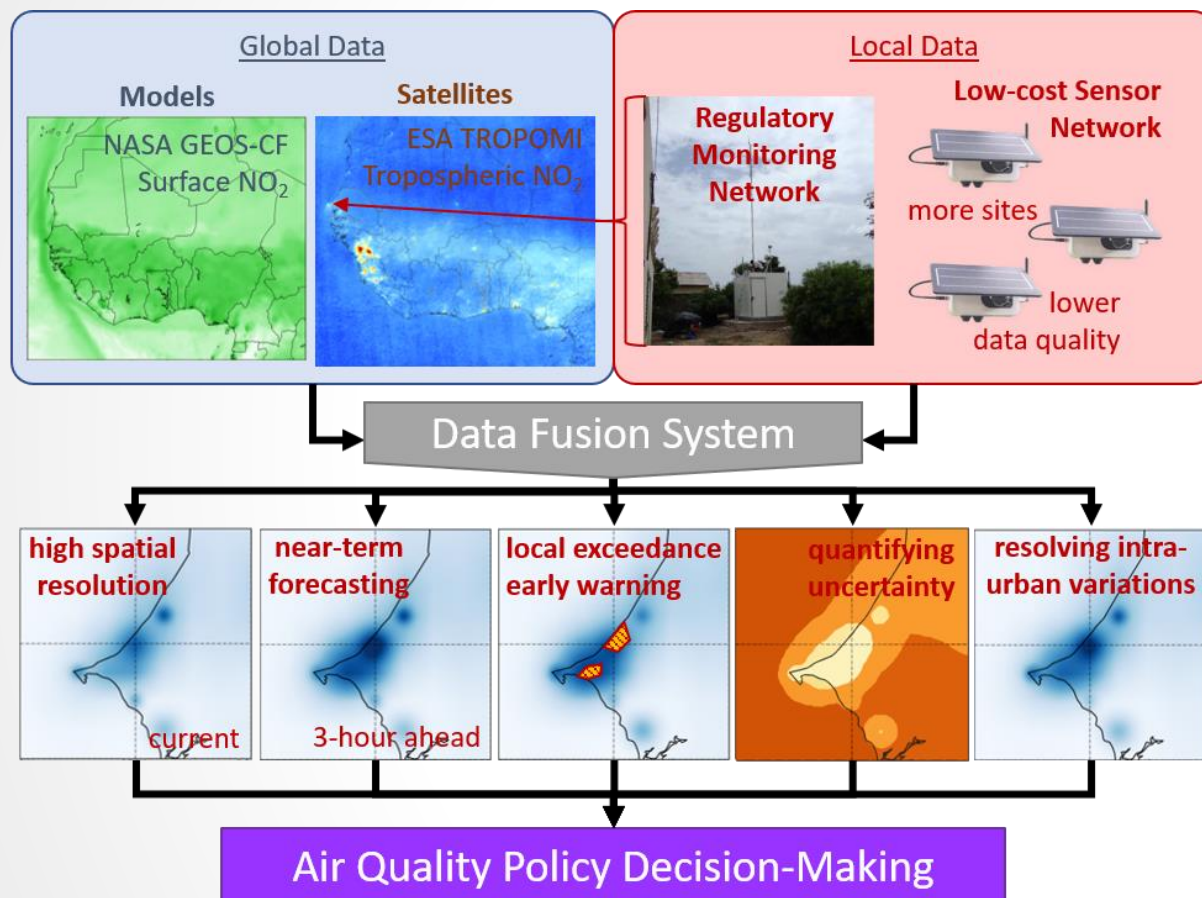 Global Data
Models
NASA GEOS-CF
Surface NO₂
Satellites
ESA TROPOMI
Tropospheric NO₂
Local Data
Regulatory
Monitoring
Network
Low-cost Sensor
Network
more sites
lower
data quality
Data Fusion System
high spatial
resolution
current
near-term
forecasting
3-hour ahead
local exceedance
early warning
quantifying
uncertainty
resolving intra-
urban variations
Air Quality Policy Decision-Making